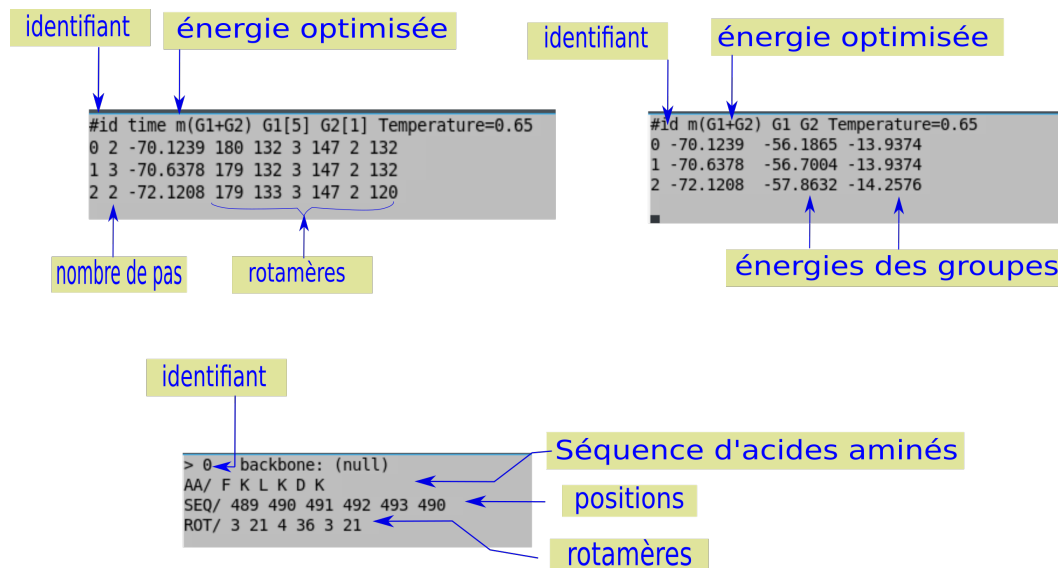 identifiant
énergie optimisée
#id time m(G1+G2) G1[5] G2[1] Temperature=0.65
0 2 -70.1239 180 132 3 147 2 132
1 3 -70.6378 179 132 3 147 2 132
2 2 -72.1208 179 133 3 147 2 120
nombre de pas
rotamères
identifiant
énergie optimisée
#id m(G1+G2) G1 G2 Temperature=0.65
0 -70.1239 -56.1865 -13.9374
1 -70.6378 -56.7004 -13.9374
2 -72.1208 -57.8632 -14.2576
énergies des groupes
identifiant
> 0 backbone: (null)
AA/ F K L K D K
SEQ/ 489 490 491 492 493 490
ROT/ 3 21 4 36 3 21
Séquence d'acides aminés
positions
rotamères